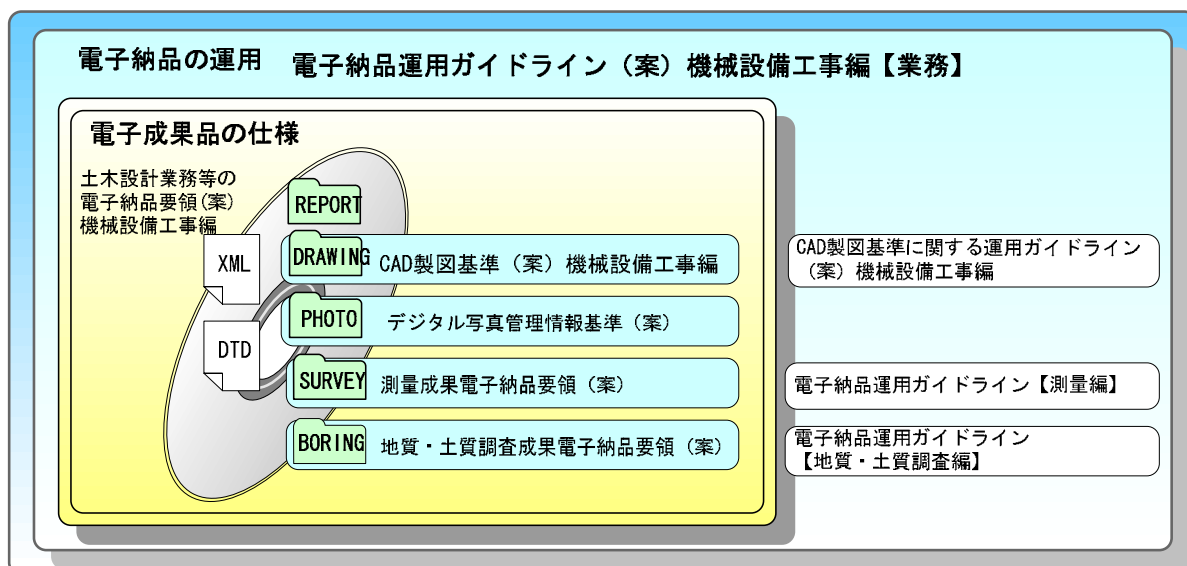 電子納品の運用 電子納品運用ガイドライン（案）機械設備工事編【業務】
電子成果品の仕様
土木設計業務等の
電子納品要領(案)
機械設備工事編
XML
DTD
REPORT
DRAWING CAD製図基準（案）機械設備工事編
CAD製図基準に関する運用ガイドライン
（案）機械設備工事編
PHOTO デジタル写真管理情報基準（案）
SURVEY 測量成果電子納品要領（案）
電子納品運用ガイドライン【測量編】
BORING 地質・土質調査成果電子納品要領（案）
電子納品運用ガイドライン
【地質・土質調査編】